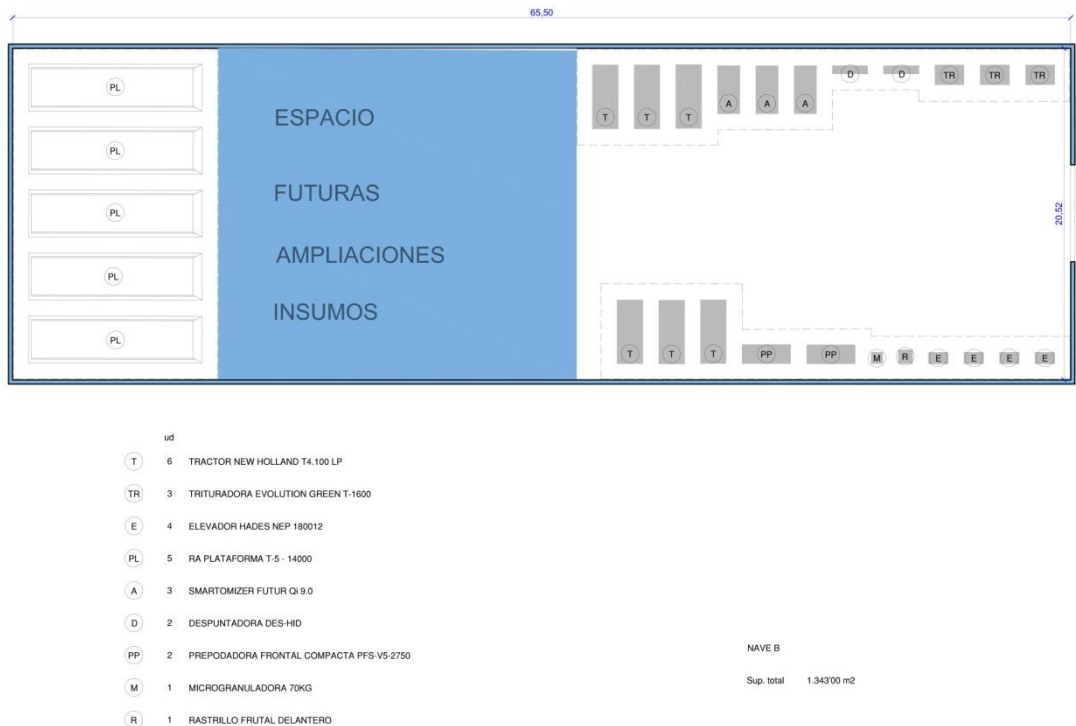 65,50
PL
ESPACIO
T T T A A A D D TR TR TR
PL
FUTURAS
PL
20,52
AMPLIACIONES
PL
INSUMOS
PL
T T T PP PP M R E E E E
ud
T 6 TRACTOR NEW HOLLAND T4.100 LP
TR 3 TRITURADORA EVOLUTION GREEN T-1600
E 4 ELEVADOR HADES NEP 180012
PL 5 RA PLATAFORMA T-5 - 14000
A 3 SMARTOMIZER FUTUR Qi 9.0
D 2 DESPUNTADORA DES-HID
PP 2 PREPODADORA FRONTAL COMPACTA PFS-V5-2750
M 1 MICROGRANULADORA 70KG
R 1 RASTRILLO FRUTAL DELANTERO
NAVE B
Sup. total 1.343'00 m2